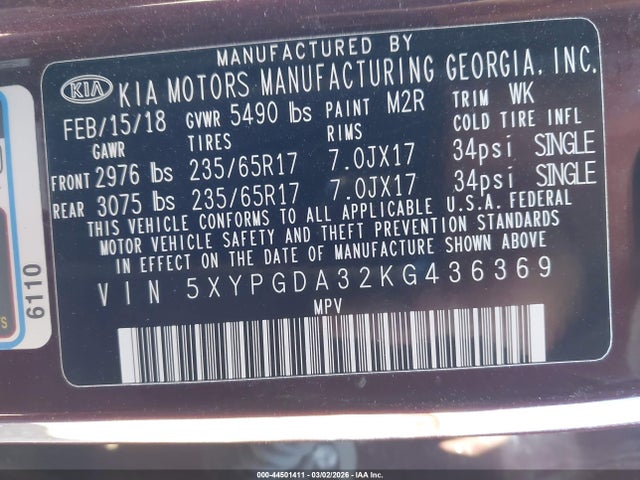 MANUFACTURED BY
KIA KIA MOTORS MANUFACTURING GEORGIA, INC.
FEB/15/18 GVWR 5490 lbs PAINT M2R TRIM WK
GAWR TIRES RIMS COLD TIRE INFL
FRONT 2976 lbs 235/65R17 7.0JX17 34psi SINGLE
REAR 3075 lbs 235/65R17 7.0JX17 34psi SINGLE
THIS VEHICLE CONFORMS TO ALL APPLICABLE U.S.A. FEDERAL
MOTOR VEHICLE SAFETY AND THEFT PREVENTION STANDARDS
IN EFFECT ON THE DATE OF MANUFACTURE SHOWN ABOVE
VIN 5XYPGDA32KG436369
MPV
6110
000-44501411 - 03/02/2026 - IAA Inc.